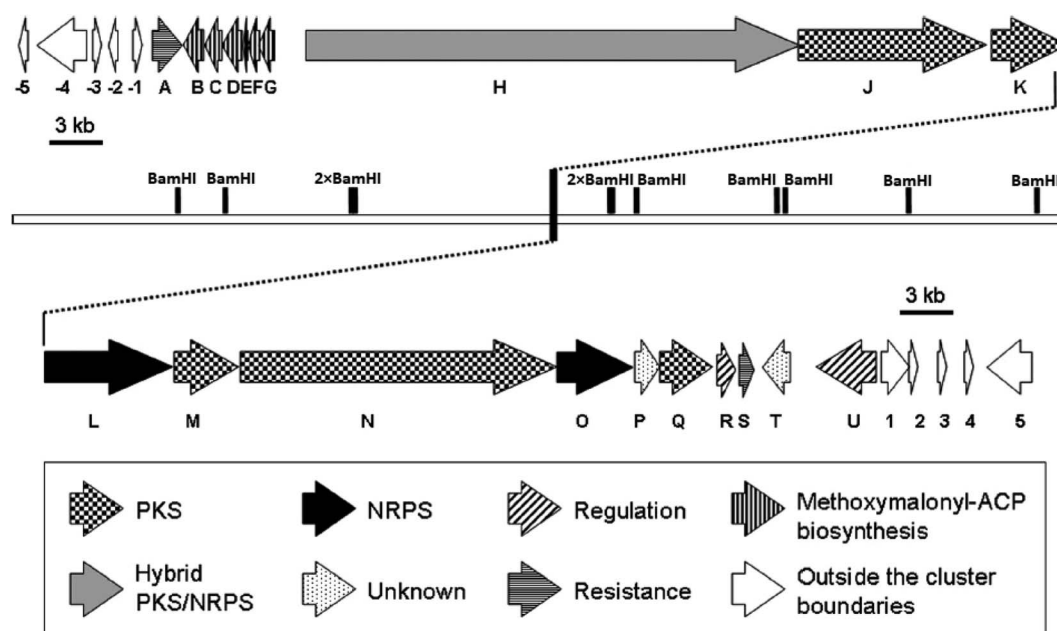 -5 -4 -3 -2 -1 A B C D E F G H J K
3 kb
BamHI BamHI 2×BamHI 2×BamHI BamHI BamHI BamHI BamHI BamHI
3 kb
L M N O P Q R S T U 1 2 3 4 5
PKS NRPS Regulation Methoxymalonyl-ACP
biosynthesis
Hybrid
PKS/NRPS Unknown Resistance Outside the cluster
boundaries